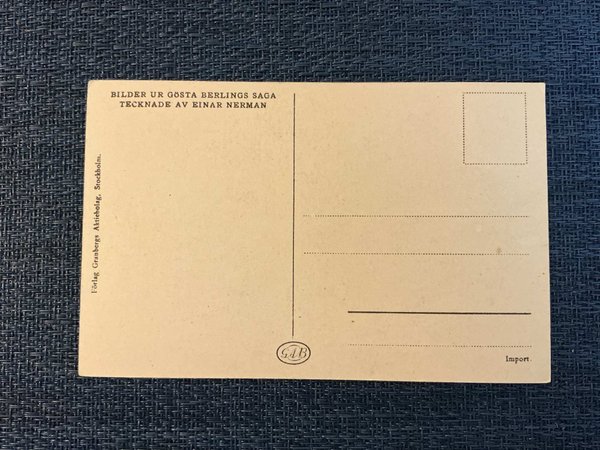 BILDER UR GÖSTA BERLINGS SAGA
TECKNADE AV EINAR NERMAN
Förlag Granbergs Aktiebolag, Stockholm.
GAB
Import.